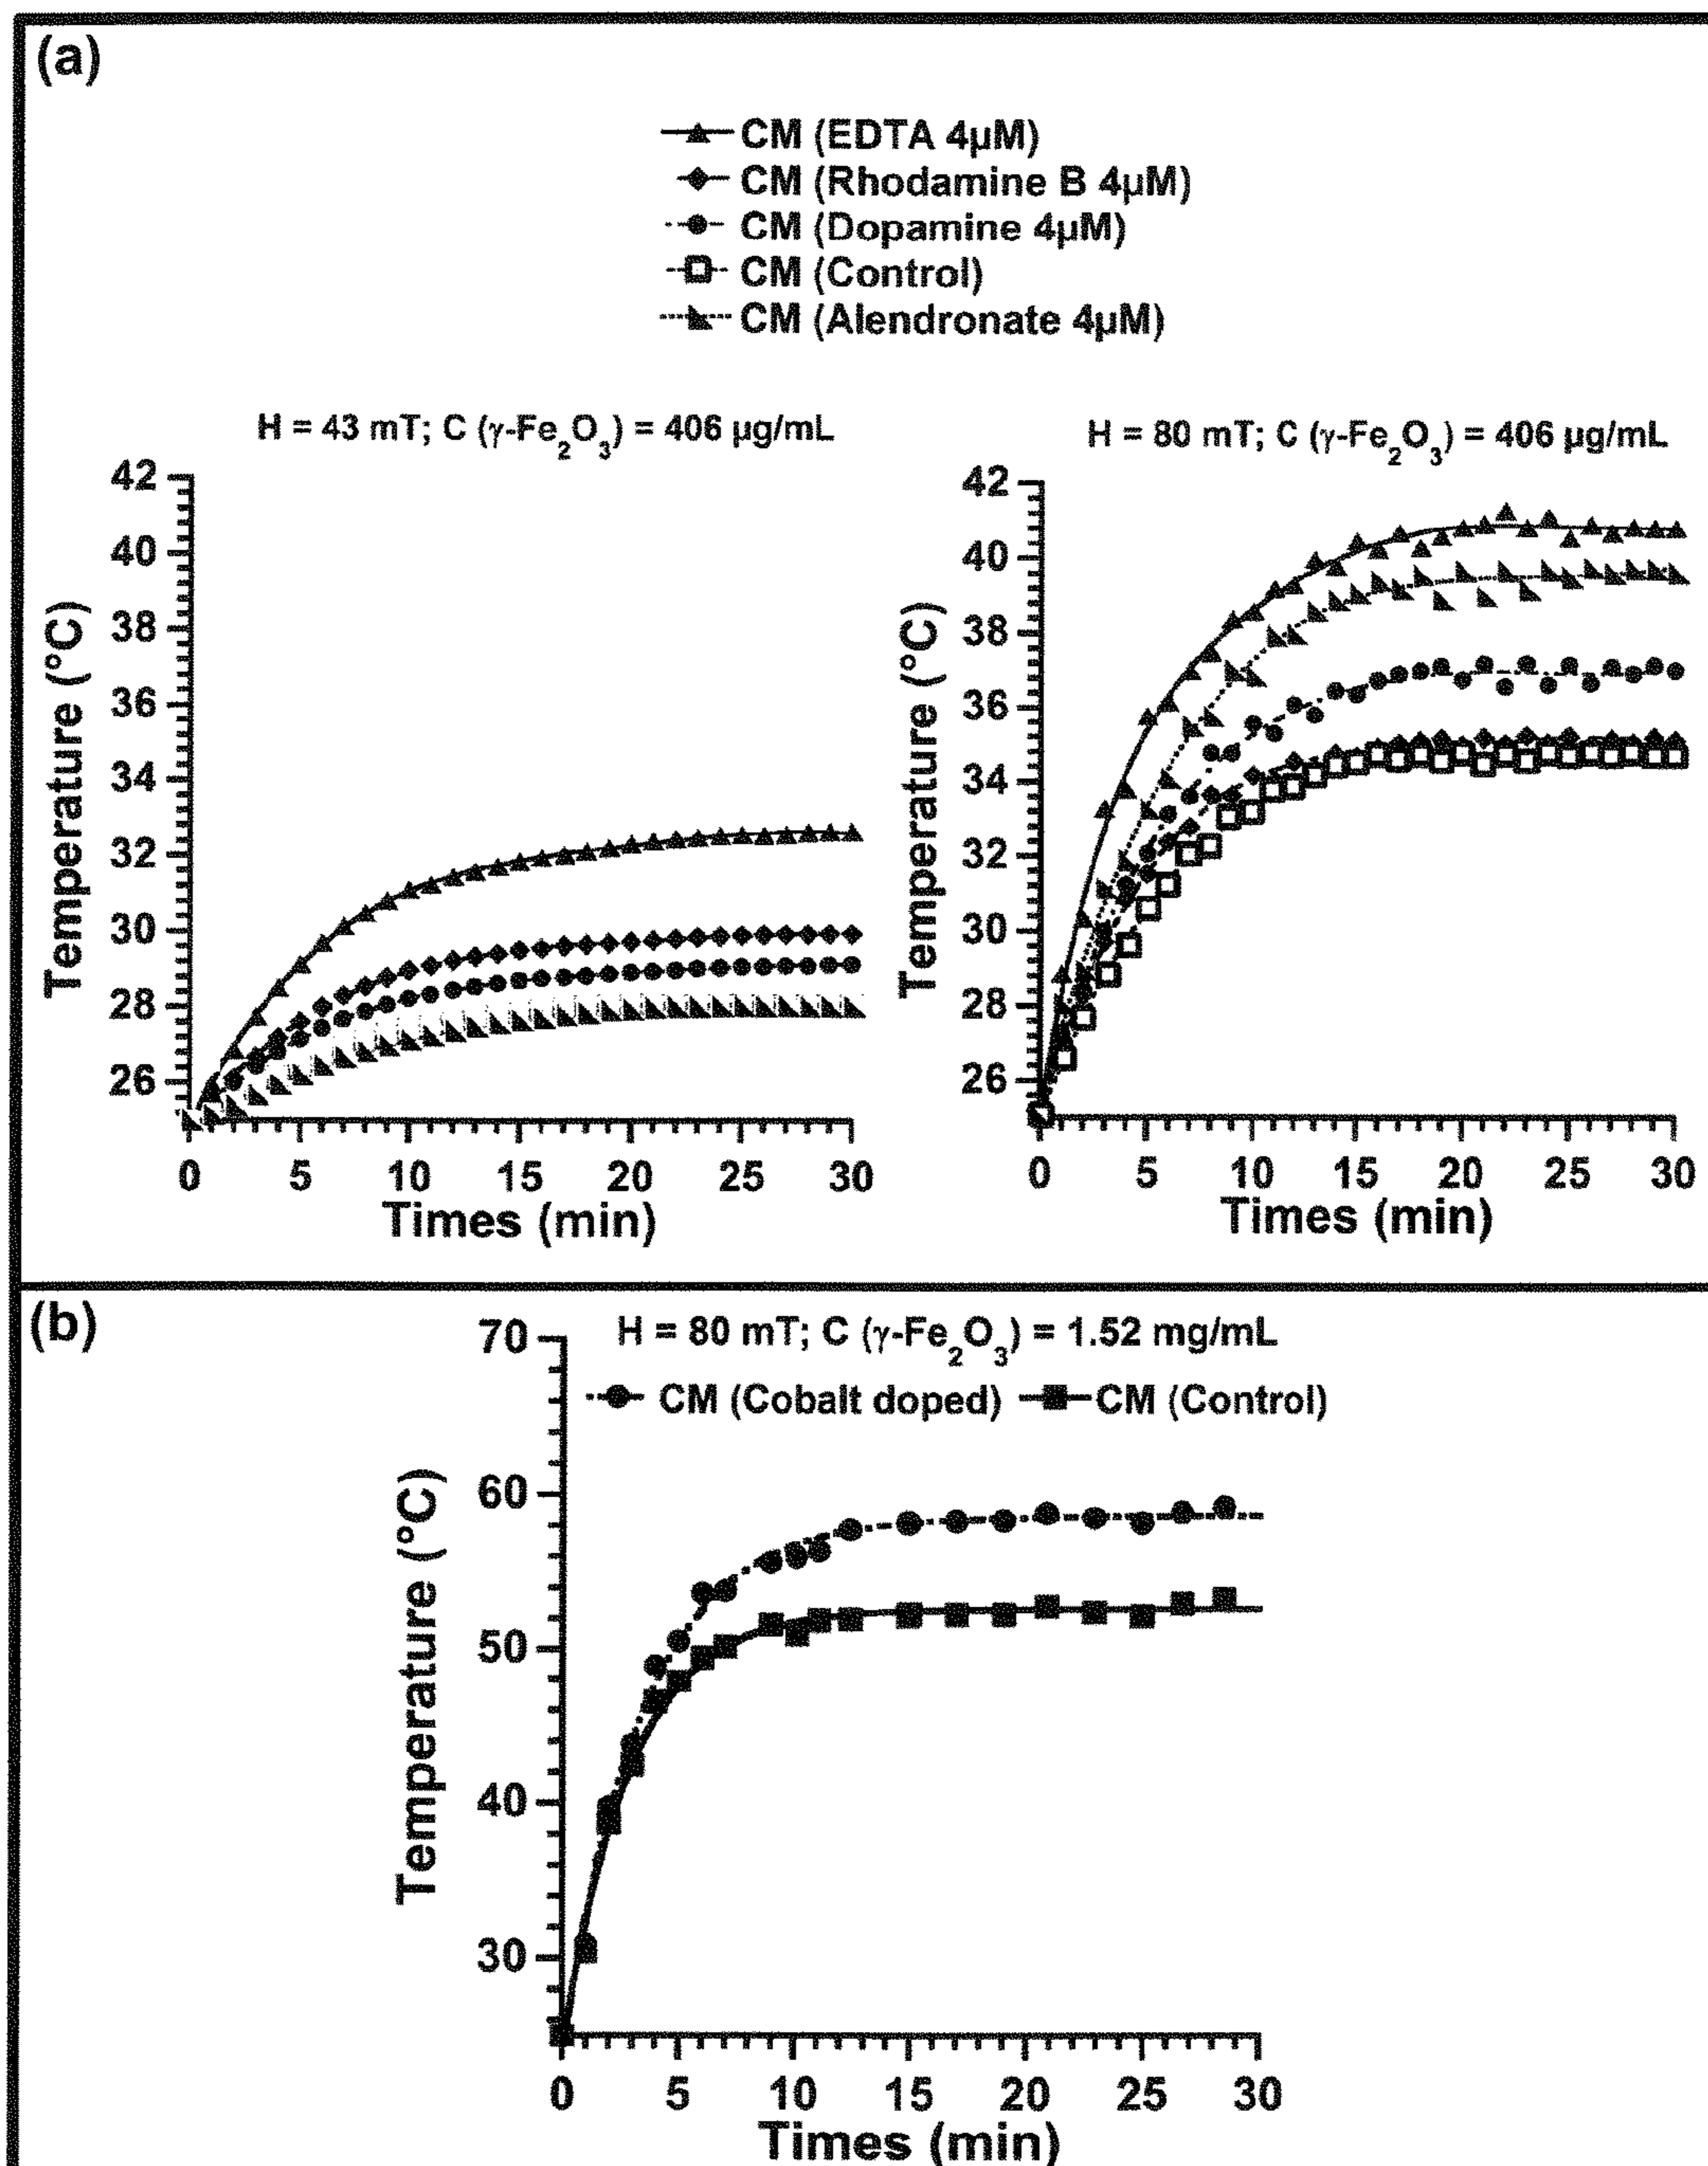 (a)
CM (EDTA 4µM)
CM (Rhodamine B 4µM)
CM (Dopamine 4µM)
CM (Control)
CM (Alendronate 4µM)
H = 43 mT; C (γ-Fe2O3) = 406 µg/mL
42
40
38
36
34
32
30
28
26
Temperature (°C)
0 5 10 15 20 25 30
Times (min)
H = 80 mT; C (γ-Fe2O3) = 406 µg/mL
42
40
38
36
34
32
30
28
26
Temperature (°C)
0 5 10 15 20 25 30
Times (min)
(b)
H = 80 mT; C (γ-Fe2O3) = 1.52 mg/mL
CM (Cobalt doped) CM (Control)
70
60
50
40
30
Temperature (°C)
0 5 10 15 20 25 30
Times (min)